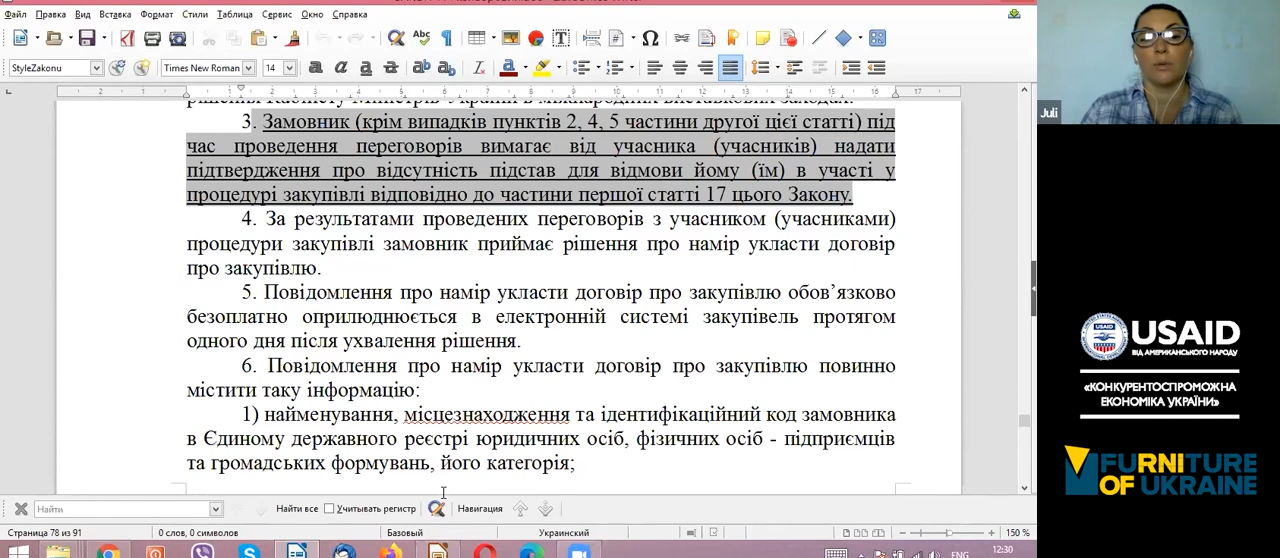 Файл Правка Вид Вставка Формат Стили Таблица Сервис Окно Справка
StyleZakonu Times New Roman 14
рішення Кабінету Міністрів України в міжнародних виставкових заходах.
3. Замовник (крім випадків пунктів 2, 4, 5 частини другої цієї статті) під
час проведення переговорів вимагає від учасника (учасників) надати
підтвердження про відсутність підстав для відмови йому (їм) в участі у
процедурі закупівлі відповідно до частини першої статті 17 цього Закону.
4. За результатами проведених переговорів з учасником (учасниками)
процедури закупівлі замовник приймає рішення про намір укласти договір
про закупівлю.
5. Повідомлення про намір укласти договір про закупівлю обов’язково
безоплатно оприлюднюється в електронній системі закупівель протягом
одного дня після ухвалення рішення.
6. Повідомлення про намір укласти договір про закупівлю повинно
містити таку інформацію:
1) найменування, місцезнаходження та ідентифікаційний код замовника
в Єдиному державного реєстрі юридичних осіб, фізичних осіб - підприємців
та громадських формувань, його категорія;
Найти Найти все Учитывать регистр Навигация
Страница 78 из 91 0 слов, 0 символов Базовый Украинский 150 %
ENG 12:30
Juli
USAID
ВІД АМЕРИКАНСЬКОГО НАРОДУ
«КОНКУРЕНТОСПРОМОЖНА
ЕКОНОМІКА УКРАЇНИ»
FURNITURE
OF UKRAINE